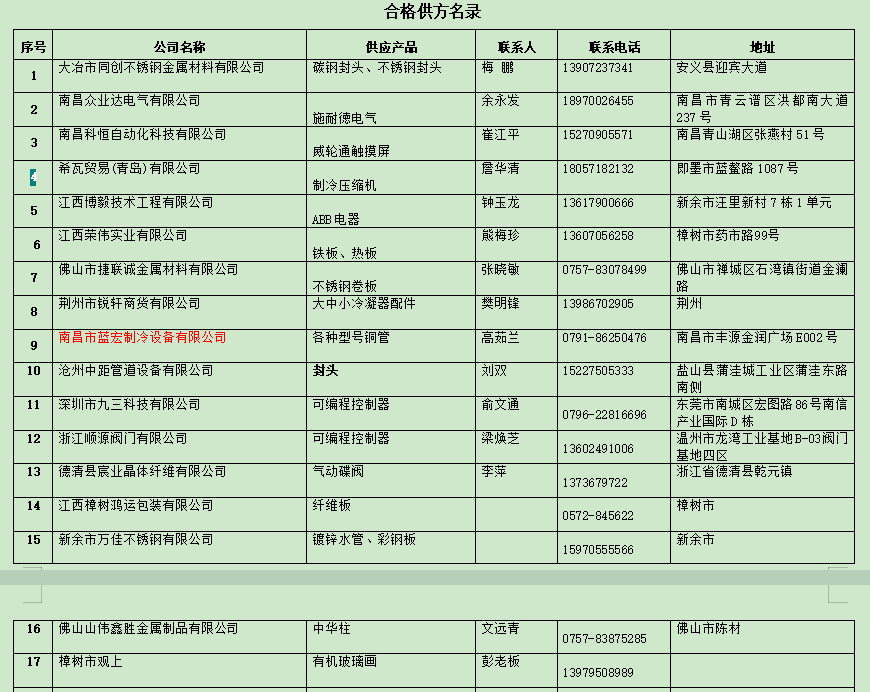 合格供方名录
序号 公司名称 供应产品 联系人 联系电话 地址
1 大冶市同创不锈钢金属材料有限公司 碳钢封头、不锈钢封头 梅 鹏 13907237341 安义县迎宾大道
2 南昌众业达电气有限公司 施耐德电气 余永发 18970026455 南昌市青云谱区洪都南大道
237号
3 南昌科恒自动化科技有限公司 威轮通触摸屏 崔江平 15270905571 南昌青山湖区张燕村51号
4 希瓦贸易(青岛)有限公司 制冷压缩机 詹华清 18057182132 即墨市蓝鳌路1087号
5 江西博毅技术工程有限公司 ABB电器 钟玉龙 13617900666 新余市汪里新村7栋1单元
6 江西荣伟实业有限公司 铁板、热板 熊梅珍 13607056258 樟树市药市路99号
7 佛山市捷联诚金属材料有限公司 不锈钢卷板 张晓敏 0757-83078499 佛山市禅城区石湾镇街道金澜
路
8 荆州市锐轩商货有限公司 大中小冷凝器配件 樊明锋 13986702905 荆州
9 南昌市蓝宏制冷设备有限公司 各种型号铜管 高茹兰 0791-86250476 南昌市丰源金润广场E002号
10 沧州中距管道设备有限公司 封头 刘双 15227505333 盐山县蒲洼城工业区蒲洼东路
南侧
11 深圳市九三科技有限公司 可编程控制器 俞文通 0796-22816696 东莞市南城区宏图路86号南信
产业国际D栋
12 浙江顺源阀门有限公司 可编程控制器 梁焕芝 13602491006 温州市龙湾工业基地B-03阀门
基地四区
13 德清县宸业晶体纤维有限公司 气动碟阀 李萍 1373679722 浙江省德清县乾元镇
14 江西樟树鸿运包装有限公司 纤维板 0572-845622 樟树市
15 新余市万佳不锈钢有限公司 镀锌水管、彩钢板 15970555566 新余市
16 佛山山伟鑫胜金属制品有限公司 中华柱 文远青 0757-83875285 佛山市陈材
17 樟树市观上 有机玻璃画 彭老板 13979508989